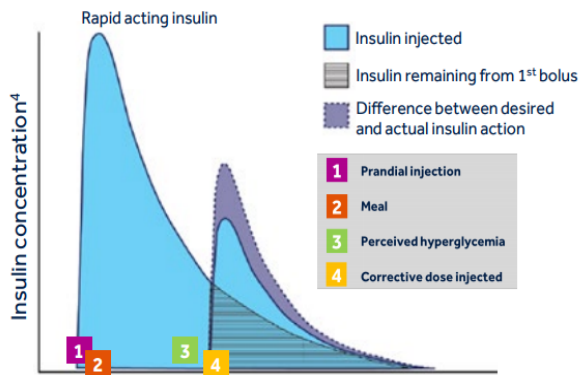 Rapid acting insulin
Insulin concentration⁴
Insulin injected
Insulin remaining from 1st bolus
Difference between desired
and actual insulin action
1 Prandial injection
2 Meal
3 Perceived hyperglycemia
4 Corrective dose injected
1
2
3
4